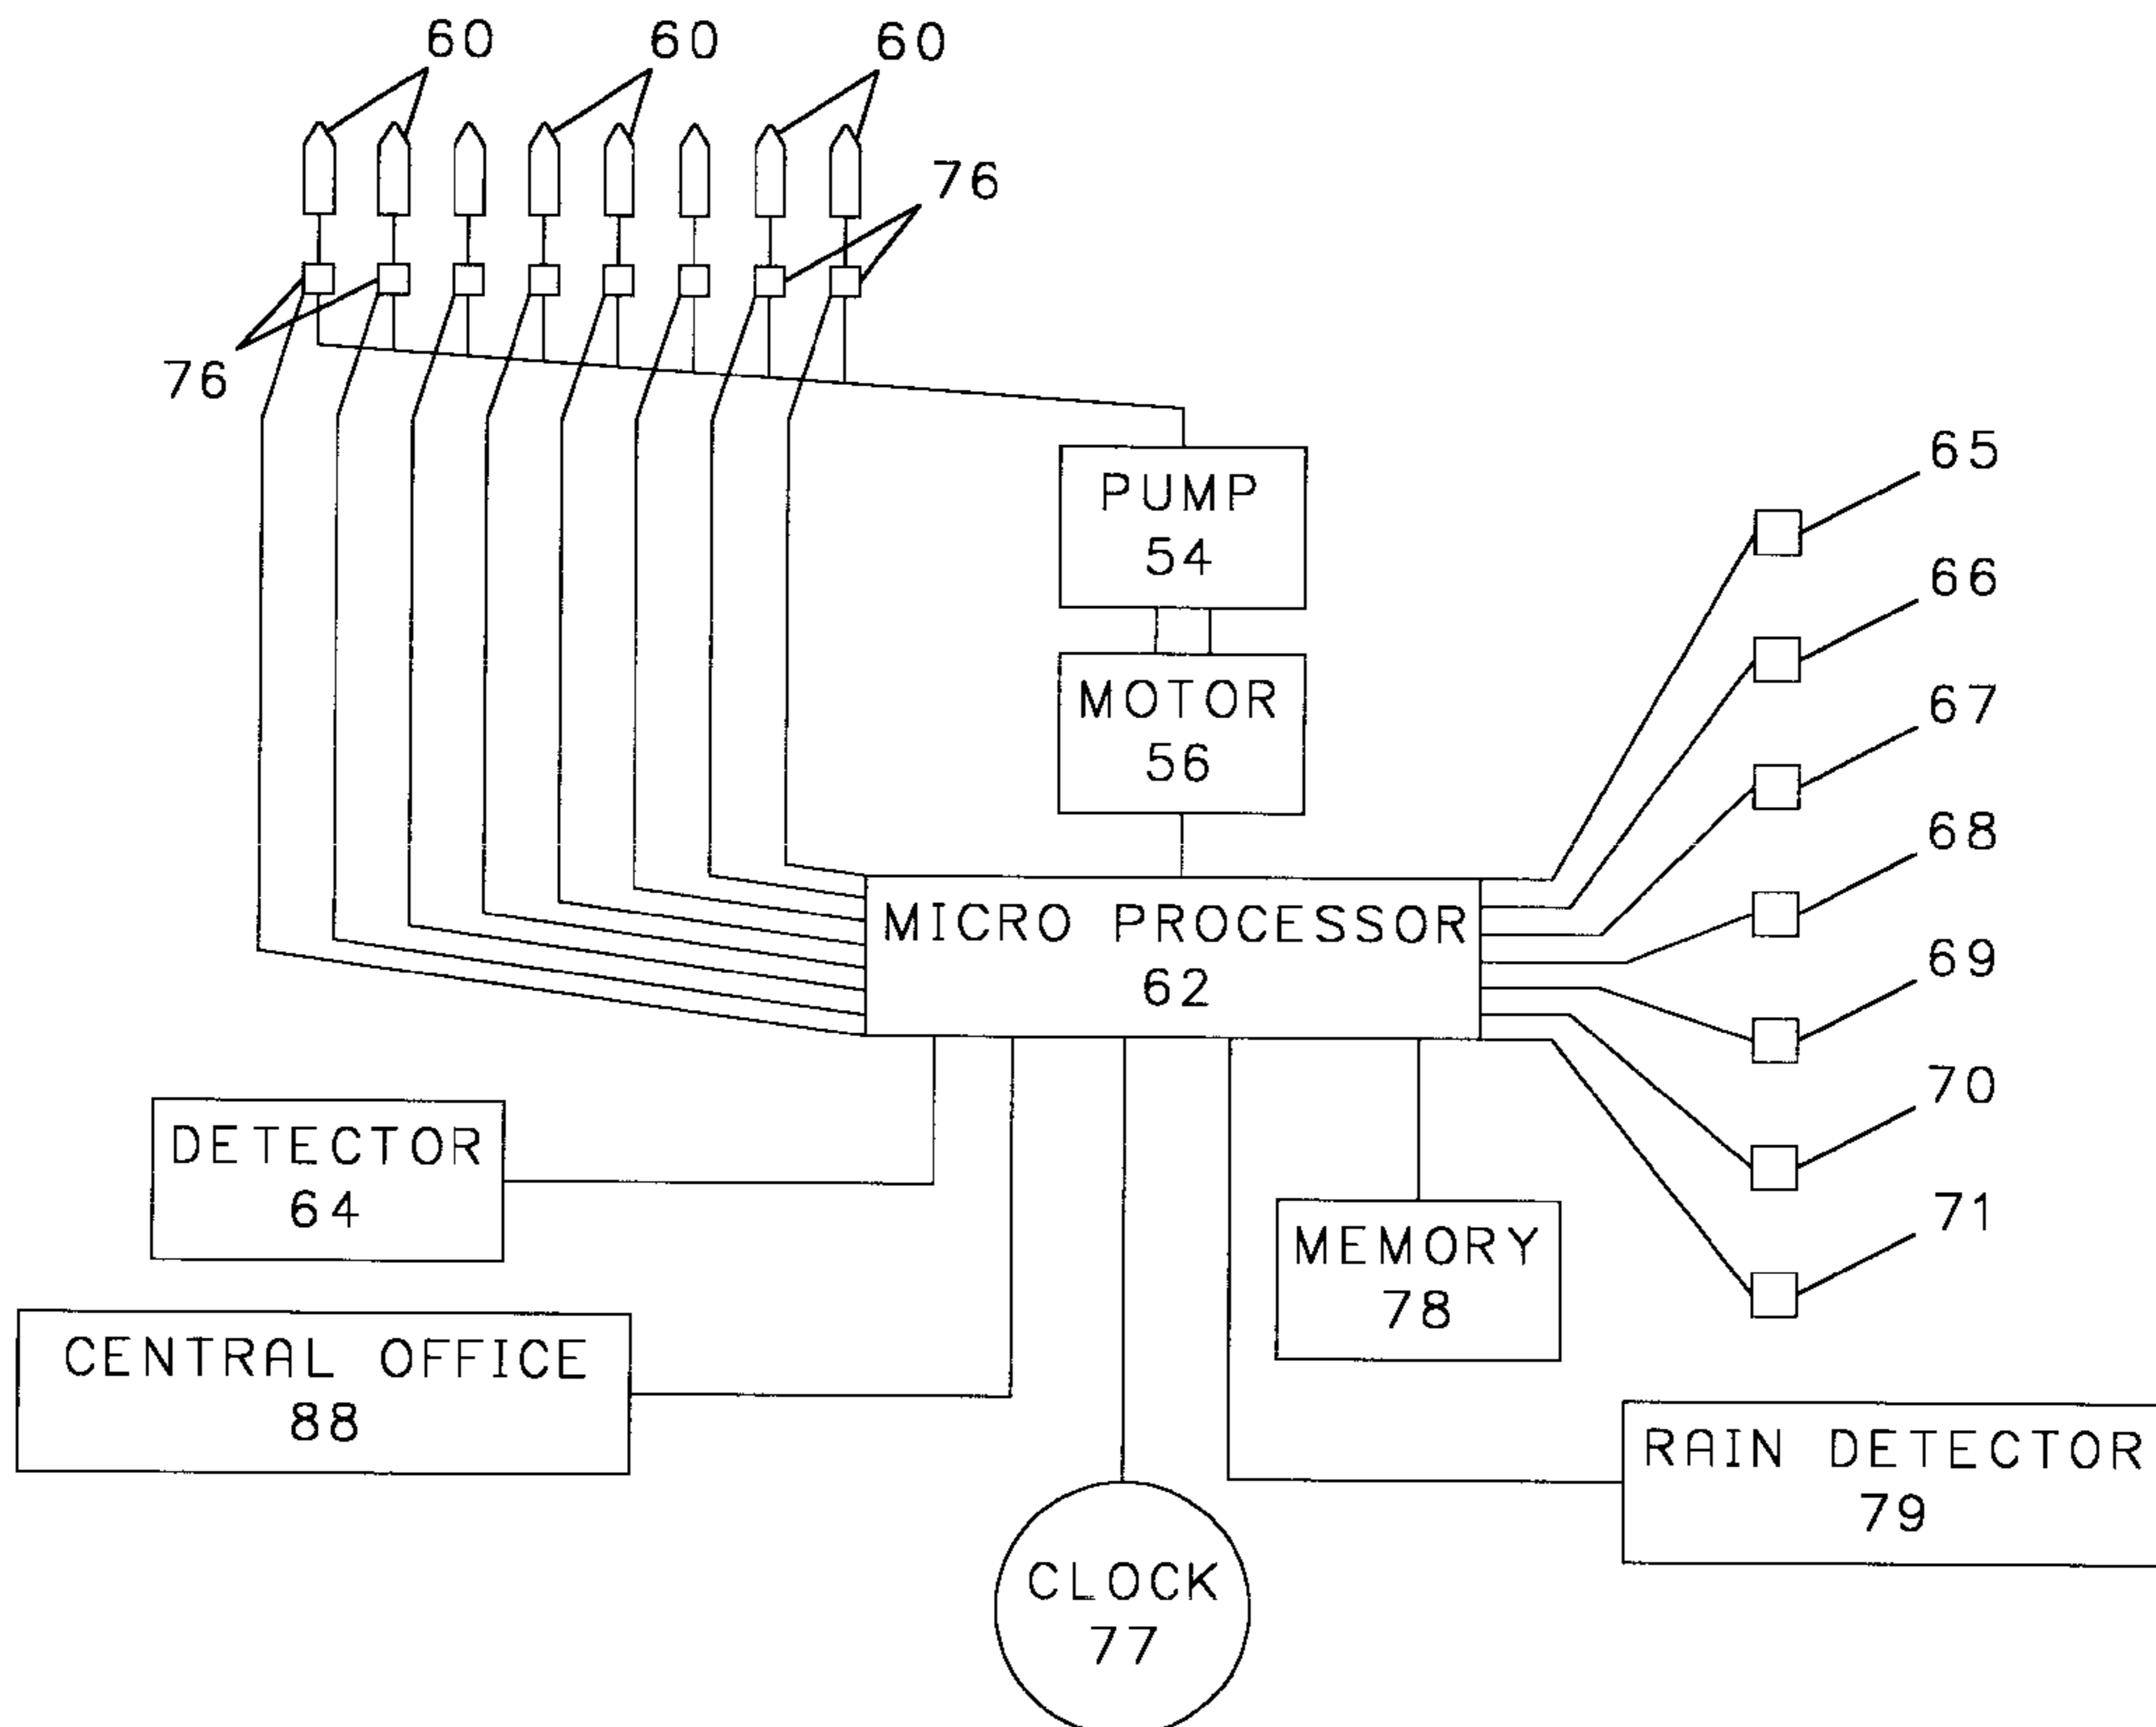 60 60 60
76
76
PUMP
54
MOTOR
56
65
66
67
68
69
70
71
MICRO PROCESSOR
62
DETECTOR
64
CENTRAL OFFICE
88
MEMORY
78
RAIN DETECTOR
79
CLOCK
77